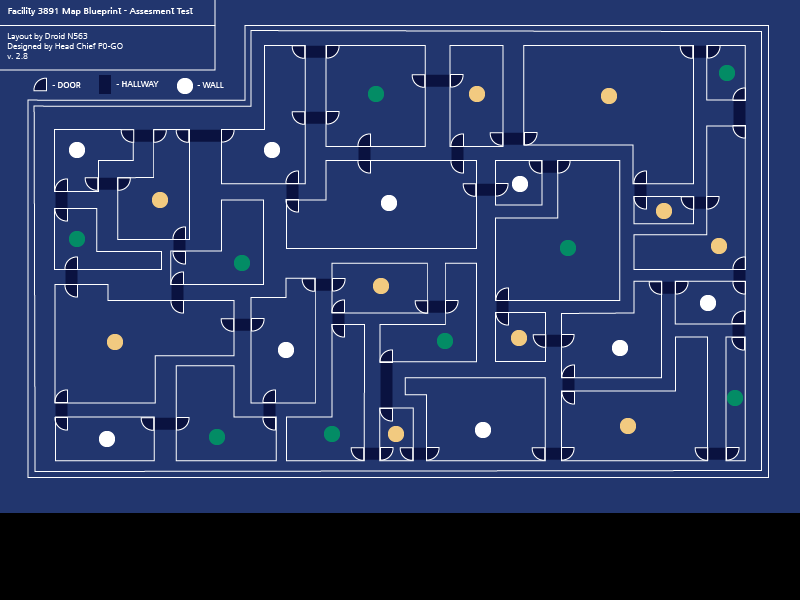 Facility 3891 Map Blueprint - Assesment Test
Layout by Droid N563
Designed by Head Chief P0-GO
v. 2.8
- DOOR
- HALLWAY
- WALL